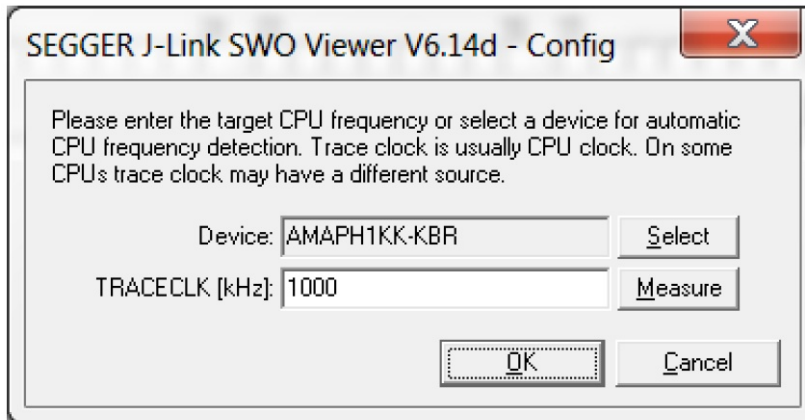 SEGGER J-Link SWO Viewer V6.14d - Config
Please enter the target CPU frequency or select a device for automatic
CPU frequency detection. Trace clock is usually CPU clock. On some
CPUs trace clock may have a different source.
Device: AMAPH1KK-KBR Select
TRACECLK [kHz]: 1000 Measure
OK Cancel